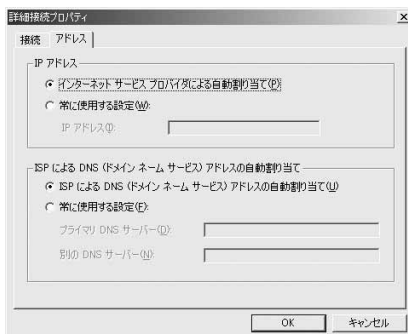 詳細接続プロパティ
接続 アドレス
IP アドレス
インターネット サービス プロバイダによる自動割り当て(P)
常に使用する設定(W):
IP アドレス(I):
ISP による DNS (ドメイン ネーム サービス) アドレスの自動割り当て
ISP による DNS (ドメイン ネーム サービス) アドレスの自動割り当て(U)
常に使用する設定(F):
プライマリ DNS サーバー(D):
別の DNS サーバー(N):
OK キャンセル